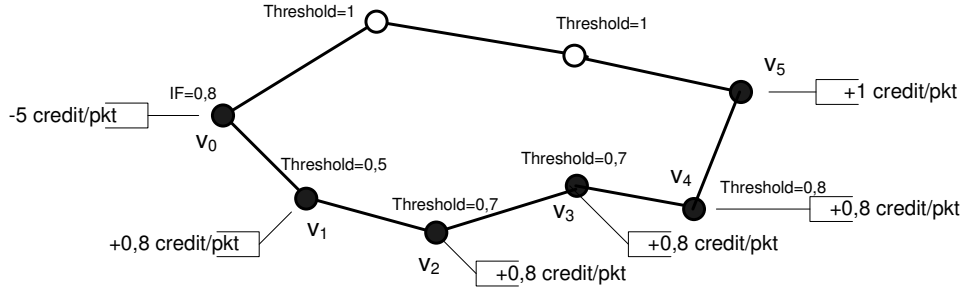 Threshold=1
Threshold=1
v5
IF=0,8
+1 credit/pkt
-5 credit/pkt
v0
Threshold=0,5
Threshold=0,7
v4
Threshold=0,8
Threshold=0,7
v3
+0,8 credit/pkt
v1
+0,8 credit/pkt
+0,8 credit/pkt
v2
+0,8 credit/pkt